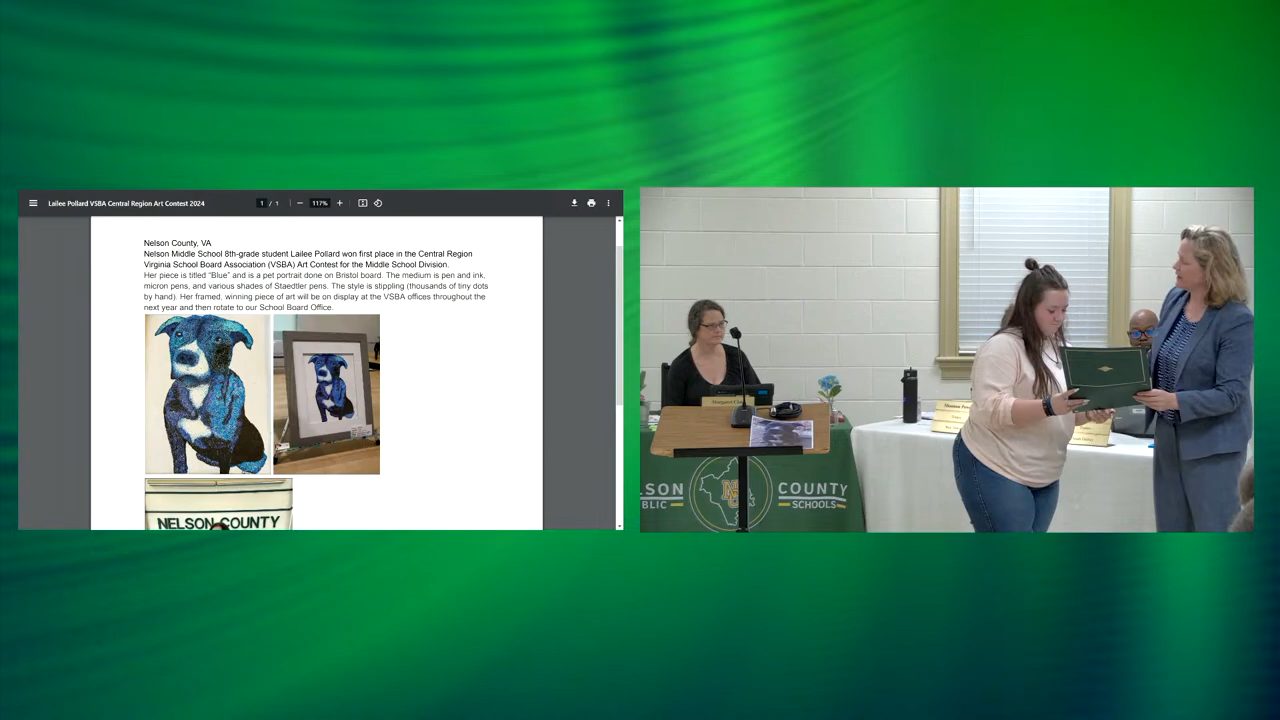 Lailee Pollard VSBA Central Region Art Contest 2024
1 / 1
117%
Nelson County, VA
Nelson Middle School 8th-grade student Lailee Pollard won first place in the Central Region
Virginia School Board Association (VSBA) Art Contest for the Middle School Division.
Her piece is titled "Blue" and is a pet portrait done on Bristol board. The medium is pen and ink,
micron pens, and various shades of Staedtler pens. The style is stippling (thousands of tiny dots
by hand). Her framed, winning piece of art will be on display at the VSBA offices throughout the
next year and then rotate to our School Board Office.
NELSON COUNTY
Margaret
LSON COUNTY
BLIC SCHOOLS